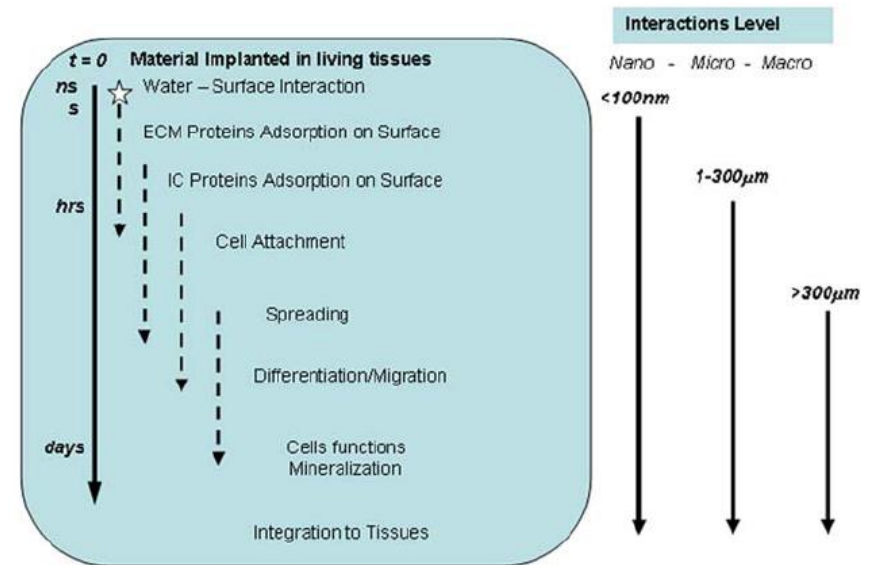 t = 0 Material Implanted in living tissues
ns Water – Surface Interaction
s
ECM Proteins Adsorption on Surface
IC Proteins Adsorption on Surface
hrs
Cell Attachment
Spreading
Differentiation/Migration
days
Cells functions
Mineralization
Integration to Tissues
Interactions Level
Nano - Micro - Macro
<100nm
1-300μm
>300μm